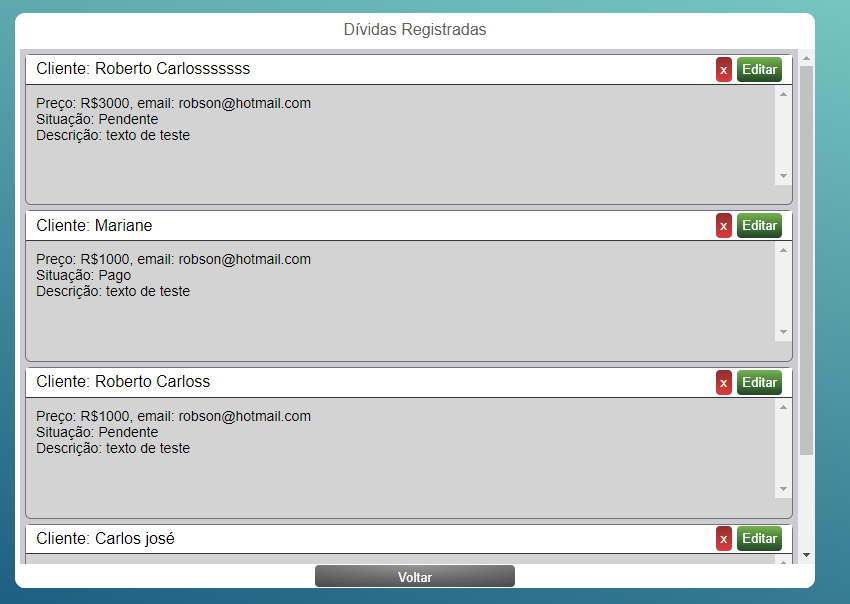 Dívidas Registradas
Cliente: Roberto Carlosssssss
x Editar
Preço: R$3000, email: robson@hotmail.com
Situação: Pendente
Descrição: texto de teste
Cliente: Mariane
x Editar
Preço: R$1000, email: robson@hotmail.com
Situação: Pago
Descrição: texto de teste
Cliente: Roberto Carloss
x Editar
Preço: R$1000, email: robson@hotmail.com
Situação: Pendente
Descrição: texto de teste
Cliente: Carlos josé
x Editar
Voltar